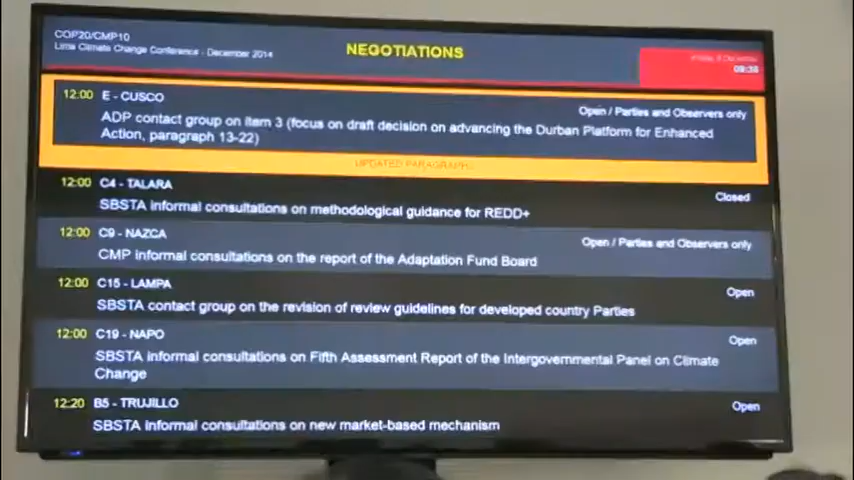 COP20/CMP10
Lima Climate Change Conference - December 2014
NEGOTIATIONS
December
09:38
12:00 E - CUSCO
Open / Parties and Observers only
ADP contact group on item 3 (focus on draft decision on advancing the Durban Platform for Enhanced
Action, paragraph 13-22)
UPDATED PARAGRAPHS
12:00 C4 - TALARA
Closed
SBSTA informal consultations on methodological guidance for REDD+
12:00 C9 - NAZCA
Open / Parties and Observers only
CMP informal consultations on the report of the Adaptation Fund Board
12:00 C15 - LAMPA
Open
SBSTA contact group on the revision of review guidelines for developed country Parties
12:00 C19 - NAPO
Open
SBSTA informal consultations on Fifth Assessment Report of the Intergovernmental Panel on Climate
Change
12:20 B5 - TRUJILLO
Open
SBSTA informal consultations on new market-based mechanism